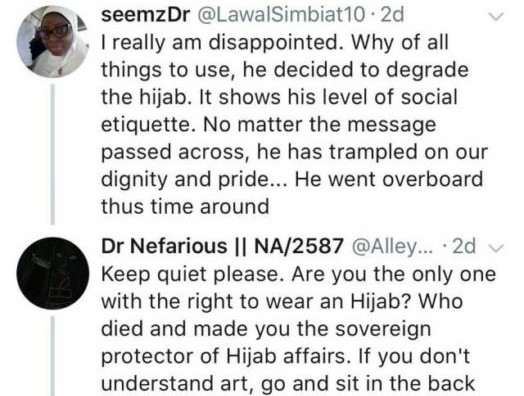 seemzDr @LawalSimbiat10 · 2d
I really am disappointed. Why of all
things to use, he decided to degrade
the hijab. It shows his level of social
etiquette. No matter the message
passed across, he has trampled on our
dignity and pride... He went overboard
thus time around
Dr Nefarious || NA/2587 @Alley... · 2d
Keep quiet please. Are you the only one
with the right to wear an Hijab? Who
died and made you the sovereign
protector of Hijab affairs. If you don't
understand art, go and sit in the back